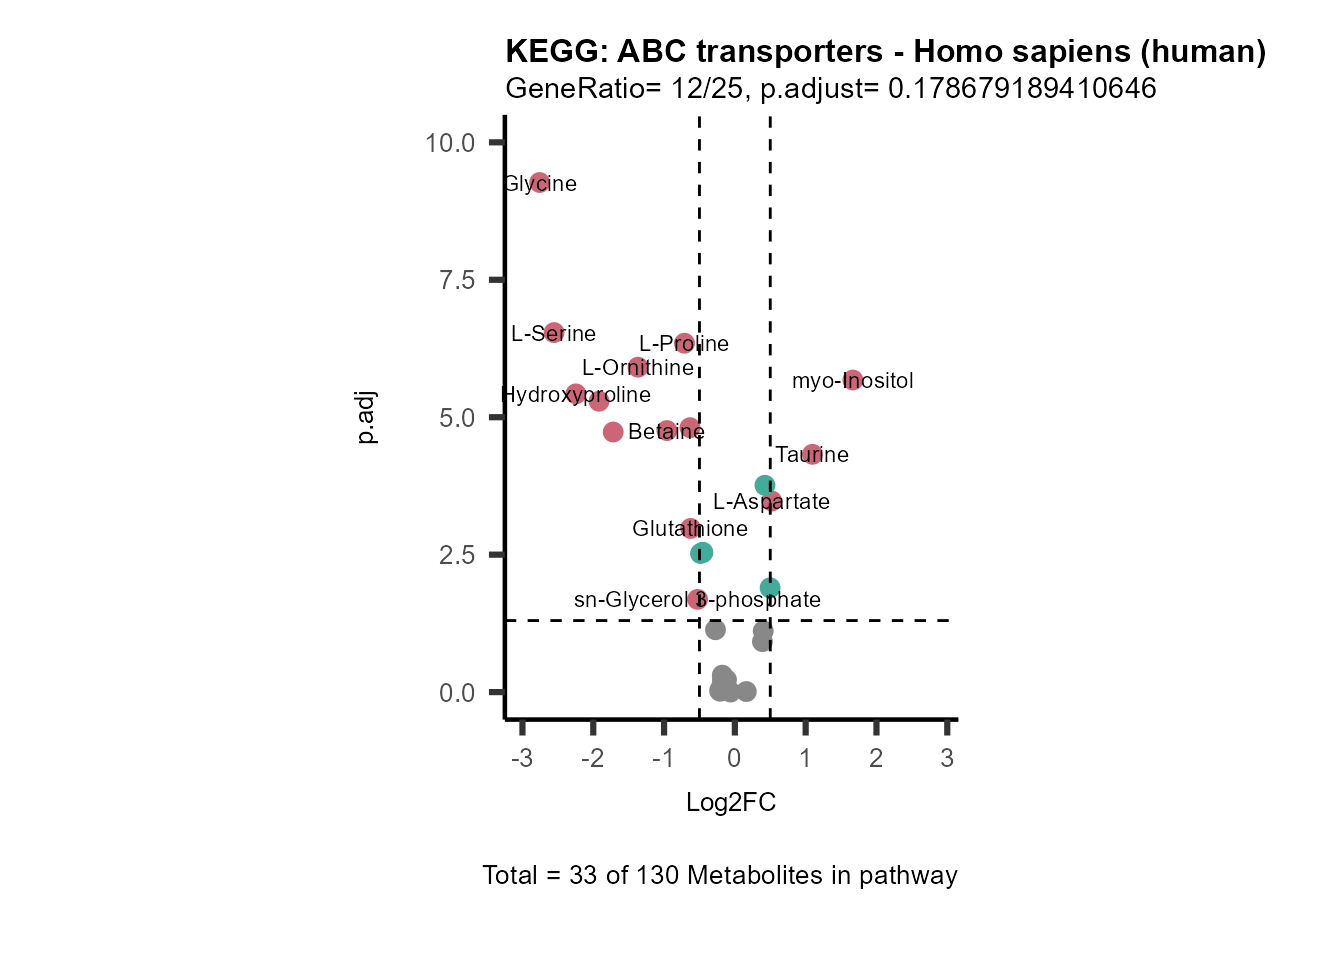 KEGG: ABC transporters - Homo sapiens (human)
GeneRatio= 12/25, p.adjust= 0.178679189410646
10.0
Glycine
7.5
L-Serine
L-Proline
L-Ornithine
myo-Inositol
Hydroxyproline
5.0
Betaine
Taurine
L-Aspartate
Glutathione
2.5
sn-Glycerol 3-phosphate
0.0
p.adj
-3 -2 -1 0 1 2 3
Log2FC
Total = 33 of 130 Metabolites in pathway